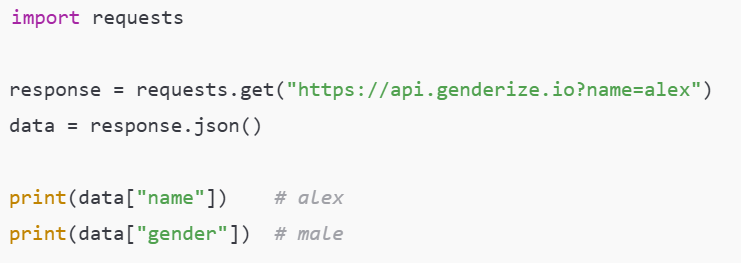 import requests
response = requests.get("https://api.genderize.io?name=alex")
data = response.json()
print(data["name"])    # alex
print(data["gender"])  # male